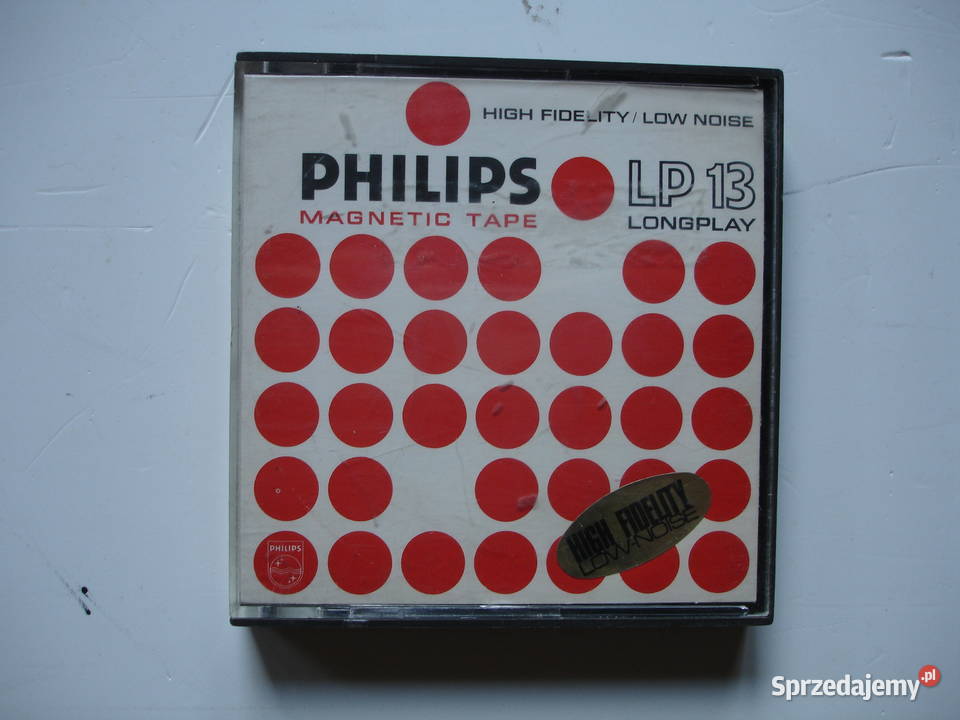 HIGH FIDELITY / LOW NOISE
PHILIPS
LP 13
MAGNETIC TAPE
LONGPLAY
HIGH FIDELITY
LOW-NOISE
PHILIPS
Sprzedajemy.pl